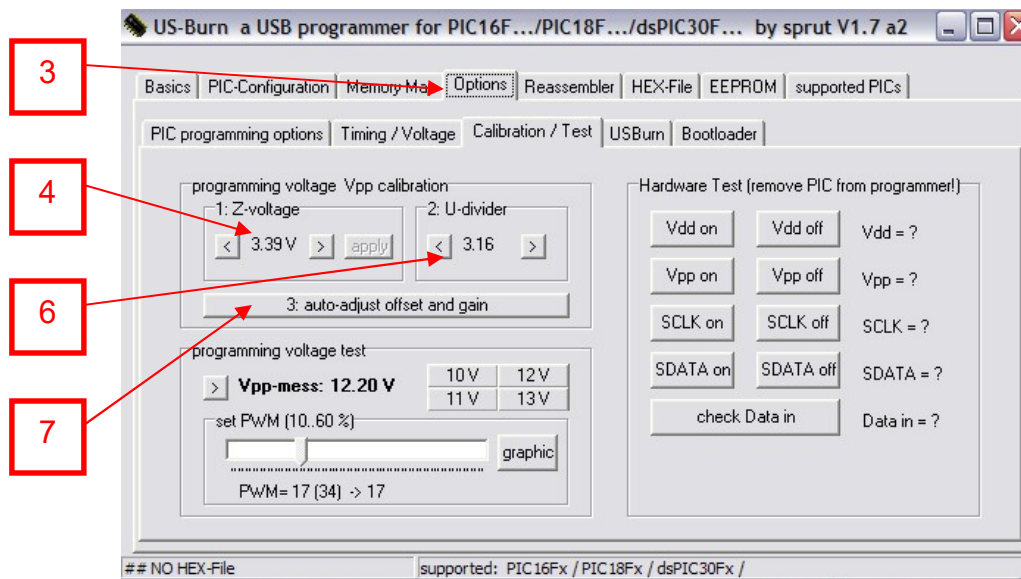 US-Burn a USB programmer for PIC16F.../PIC18F.../dsPIC30F... by sprut V1.7 a2
3
Basics PIC-Configuration Memory Ma Options Reassembler HEX-File EEPROM supported PICs
PIC programming options Timing / Voltage Calibration / Test USBurn Bootloader
4
programming voltage Vpp calibration
1: Z-voltage
< 3.39 V > apply
2: U-divider
< 3.16 >
6
3: auto-adjust offset and gain
programming voltage test
> Vpp-mess: 12.20 V
10 V 12 V
11 V 13 V
7
set PWM (10..60 %)
graphic
PWM= 17 (34) -> 17
Hardware Test (remove PIC from programmer!)
Vdd on Vdd off Vdd = ?
Vpp on Vpp off Vpp = ?
SCLK on SCLK off SCLK = ?
SDATA on SDATA off SDATA = ?
check Data in Data in = ?
## NO HEX-File supported: PIC16Fx / PIC18Fx / dsPIC30Fx /